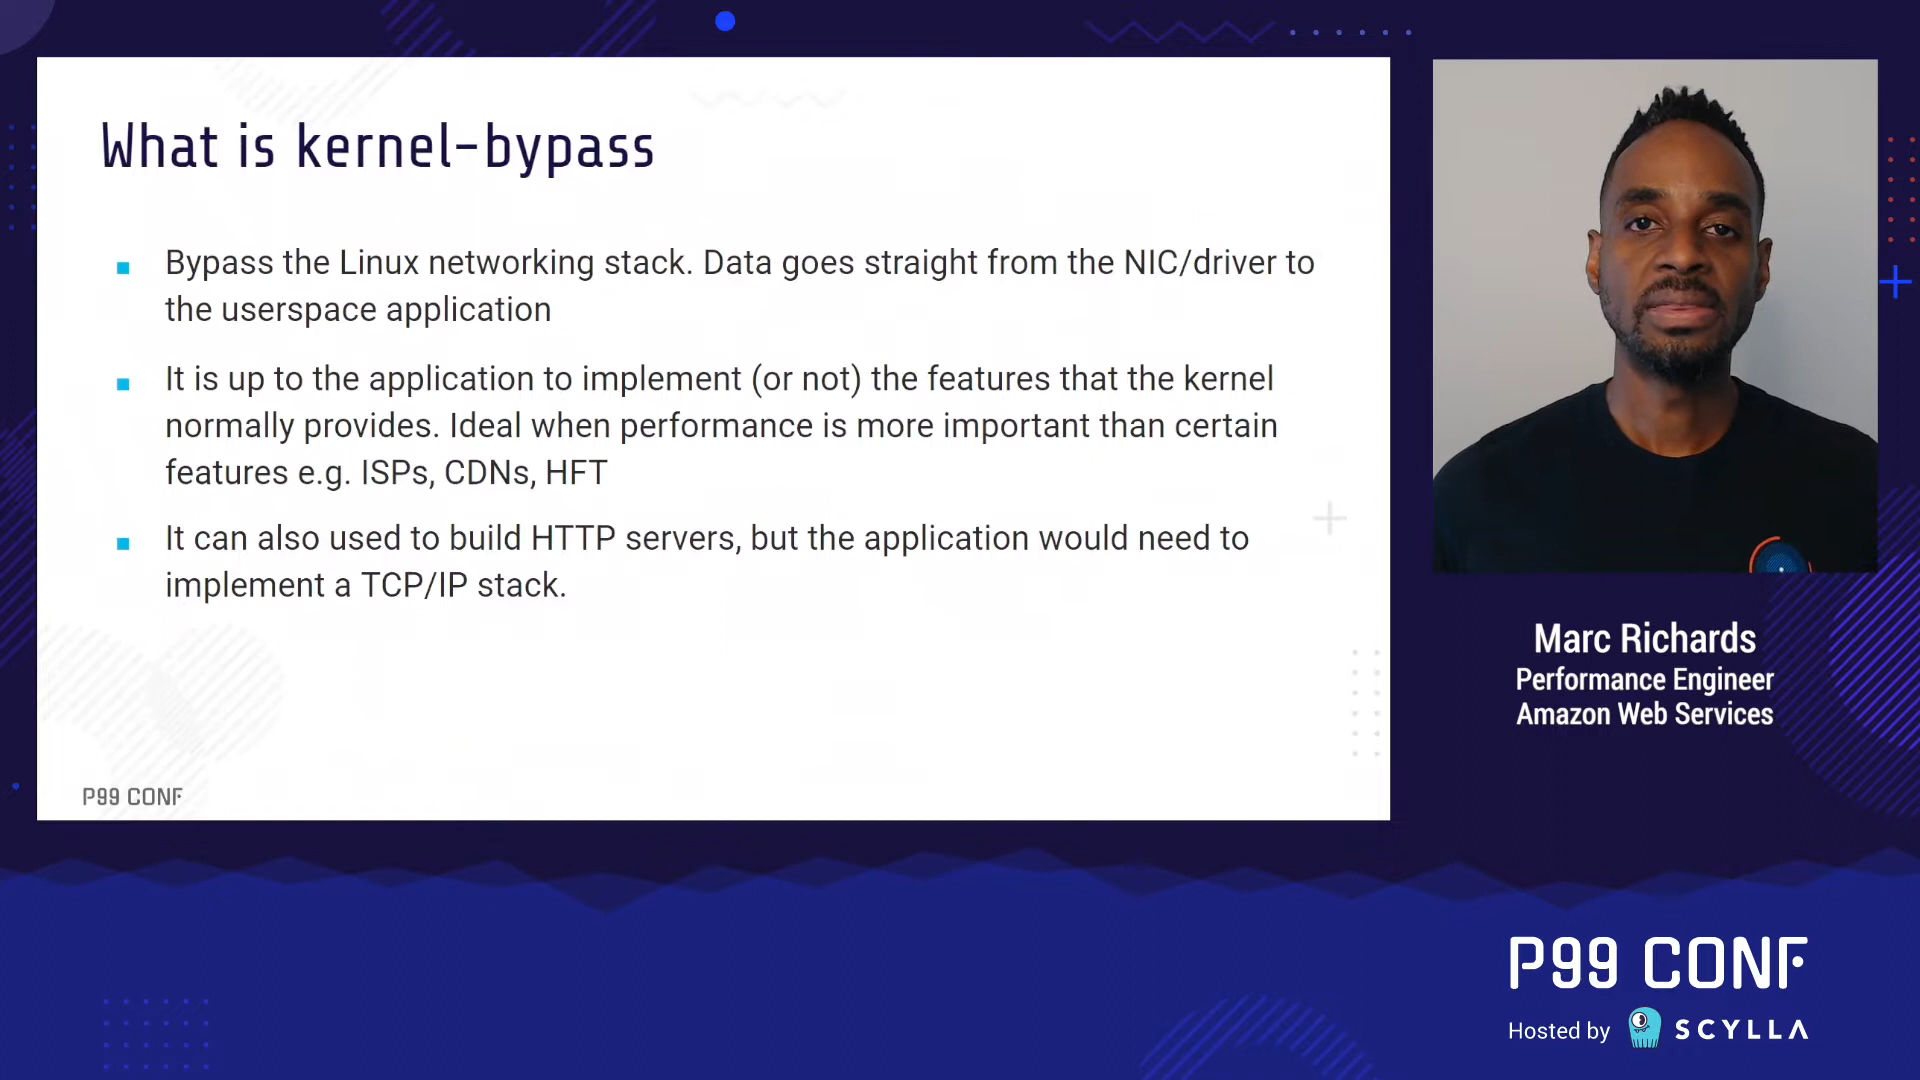 What is kernel-bypass
Bypass the Linux networking stack. Data goes straight from the NIC/driver to
the userspace application
It is up to the application to implement (or not) the features that the kernel
normally provides. Ideal when performance is more important than certain
features e.g. ISPs, CDNs, HFT
It can also used to build HTTP servers, but the application would need to
implement a TCP/IP stack.
P99 CONF
Marc Richards
Performance Engineer
Amazon Web Services
P99 CONF
Hosted by SCYLLA